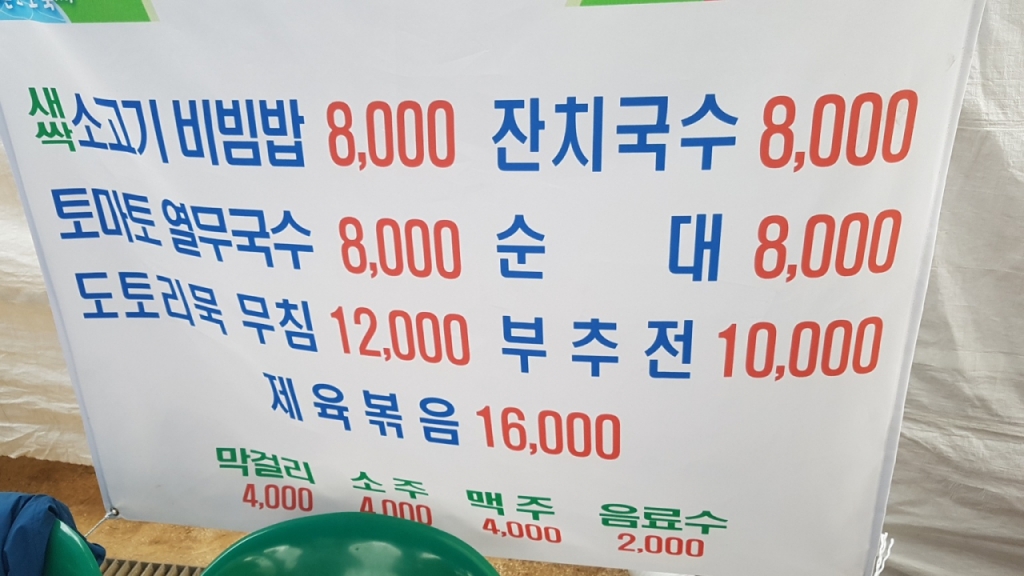 새싹 소고기 비빔밥 8,000 잔치국수 8,000
토마토 열무국수 8,000 순 대 8,000
도토리묵 무침 12,000 부 추 전 10,000
제 육 볶 음 16,000
막걸리 소 주 맥 주 음료수
4,000 4,000 4,000 2,000